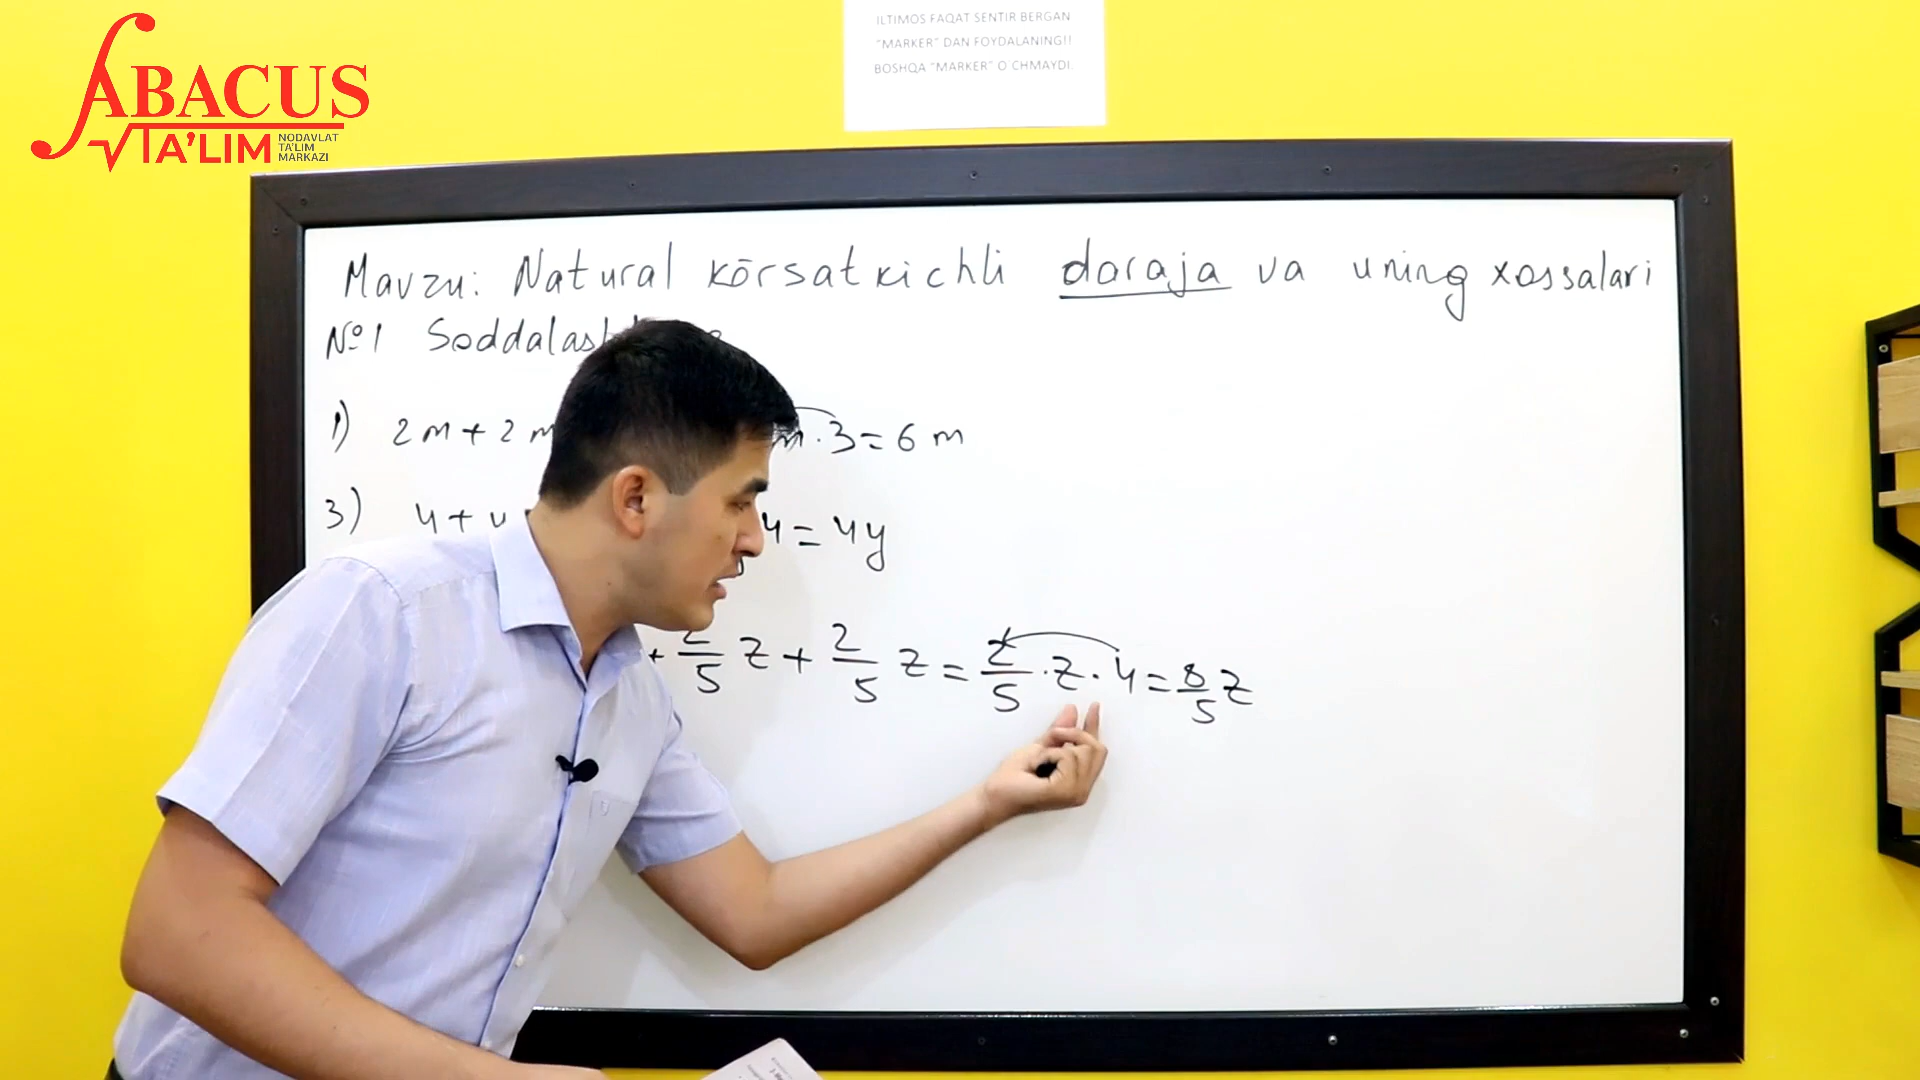 ABACUS
TA'LIM
NODAVLAT
TA'LIM
MARKAZI
ILTIMOS FAQAT SENTIR BERGAN
"MARKER" DAN FOYDALANING!!
BOSHQA "MARKER" O'CHMAYDI.
Mavzu: Natural kōrsatkichli daraja va uning xossalari
№1
1) 2m+2m m·3=6m
3) y+y 4=4y
+ 2/5 z + 2/5 z = 2/5 · z · 4 = 8/5 z